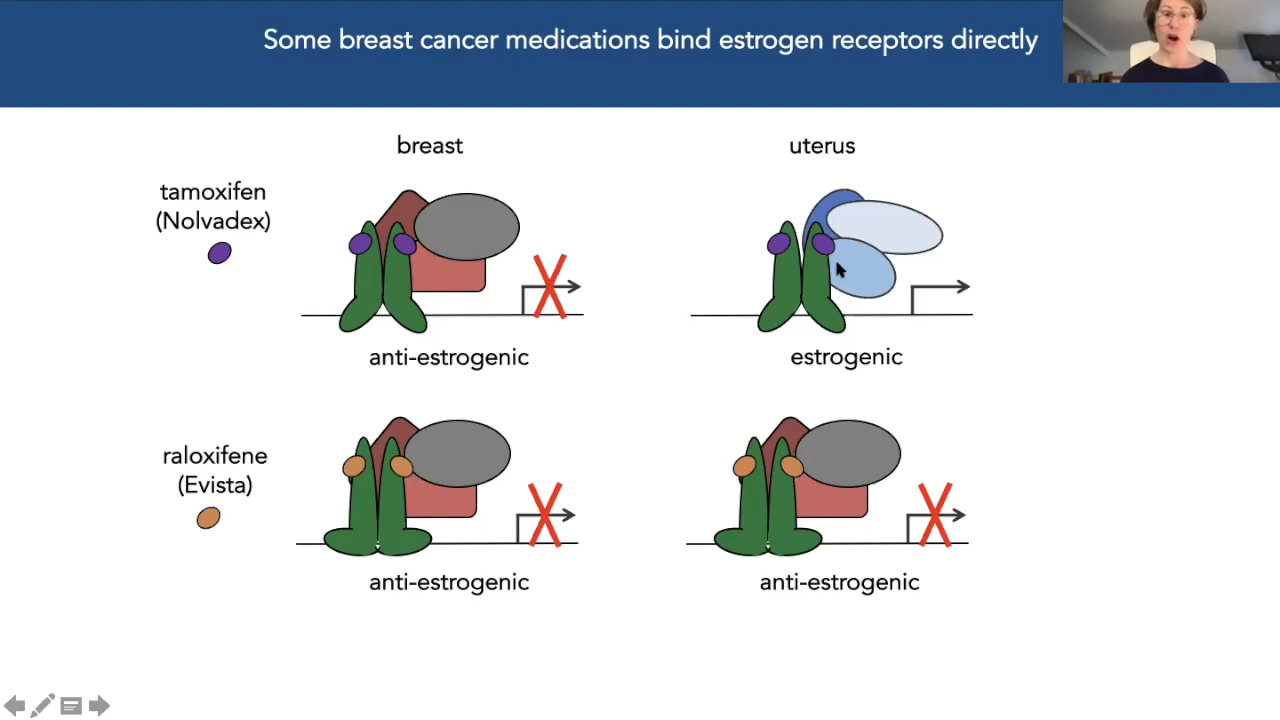 Some breast cancer medications bind estrogen receptors directly
breast
uterus
tamoxifen
(Nolvadex)
anti-estrogenic
estrogenic
raloxifene
(Evista)
anti-estrogenic
anti-estrogenic